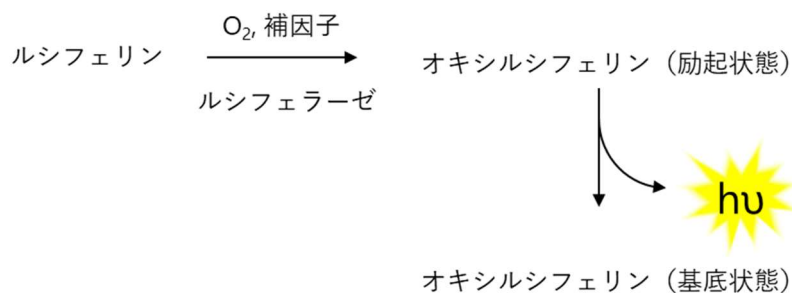 O₂, 補因子
ルシフェリン
ルシフェラーゼ
オキシルシフェリン（励起状態）
hυ
オキシルシフェリン（基底状態）